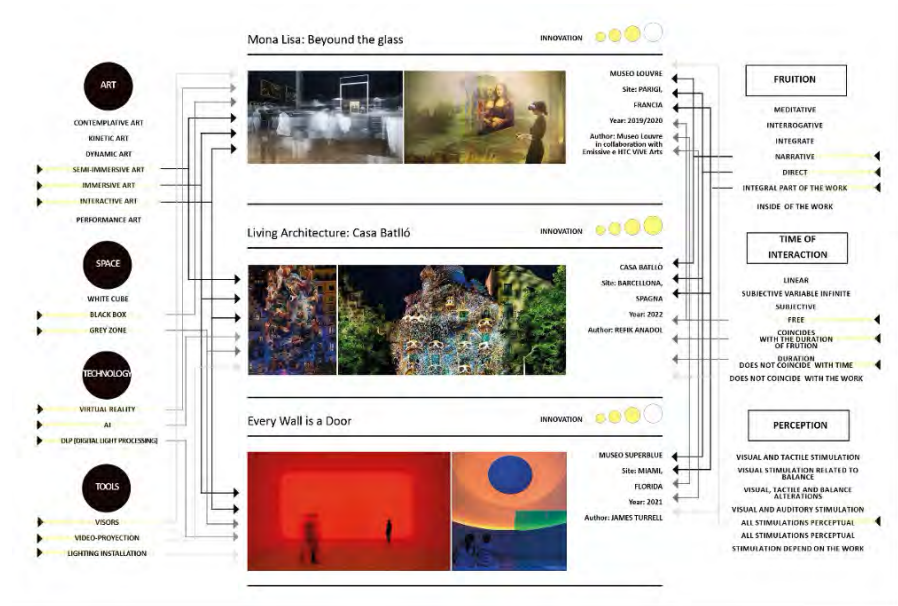 Mona Lisa: Beyound the glass
INNOVATION
MUSEO LOUVRE
Site: PARIGI,
FRANCIA
Year: 2019/2020
Author: Museo Louvre
in collaboration with
Emissive e HTC VIVE Arts
ART
CONTEMPLATIVE ART
KINETIC ART
DYNAMIC ART
SEMI-IMMERSIVE ART
IMMERSIVE ART
INTERACTIVE ART
PERFORMANCE ART
SPACE
WHITE CUBE
BLACK BOX
GREY ZONE
TECHNOLOGY
VIRTUAL REALITY
AI
DLP [DIGITAL LIGHT PROCESSING]
TOOLS
VISORS
VIDEO-PROYECTION
LIGHTING INSTALLATION
Living Architecture: Casa Batlló
INNOVATION
CASA BATLLÓ
Site: BARCELLONA,
SPAGNA
Year: 2022
Author: REFIK ANADOL
Every Wall is a Door
INNOVATION
MUSEO SUPERBLUE
Site: MIAMI,
FLORIDA
Year: 2021
Author: JAMES TURRELL
FRUITION
MEDITATIVE
INTERROGATIVE
INTEGRATE
NARRATIVE
DIRECT
INTEGRAL PART OF THE WORK
INSIDE OF THE WORK
TIME OF
INTERACTION
LINEAR
SUBJECTIVE VARIABLE INFINITE
SUBJECTIVE
FREE
COINCIDES
WITH THE DURATION
OF FRUTION
DURATION
DOES NOT COINCIDE WITH TIME
DOES NOT COINCIDE WITH THE WORK
PERCEPTION
VISUAL AND TACTILE STIMULATION
VISUAL STIMULATION RELATED TO
BALANCE
VISUAL, TACTILE AND BALANCE
ALTERATIONS
VISUAL AND AUDITORY STIMULATION
ALL STIMULATIONS PERCEPTUAL
ALL STIMULATIONS PERCEPTUAL
STIMULATION DEPEND ON THE WORK